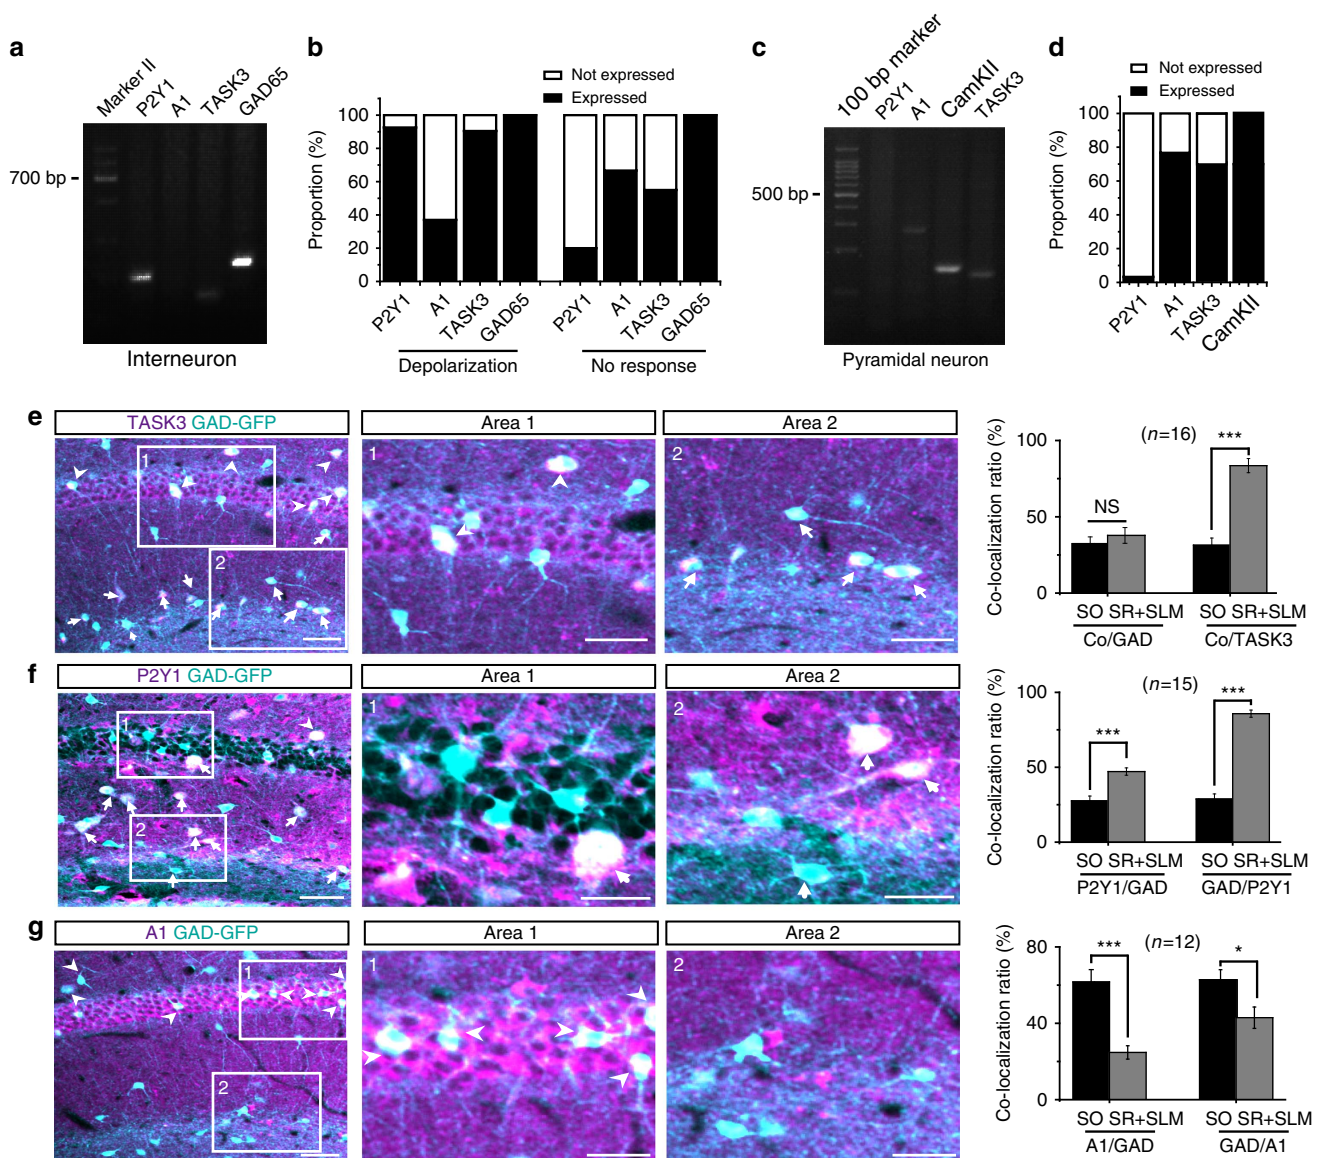 a
Marker II
P2Y1
A1
TASK3
GAD65
700 bp
Interneuron
b
Not expressed
Expressed
Proportion (%)
100
80
60
40
20
0
P2Y1
A1
TASK3
GAD65
P2Y1
A1
TASK3
GAD65
Depolarization
No response
c
100 bp marker
P2Y1
A1
CamKII
TASK3
500 bp
Pyramidal neuron
d
Not expressed
Expressed
Proportion (%)
100
80
60
40
20
0
P2Y1
A1
TASK3
CamKII
e
TASK3 GAD-GFP
Area 1
Area 2
1
2
1
2
Co-localization ratio (%)
100
50
0
(n=16)
NS
***
SO SR+SLM
SO SR+SLM
Co/GAD
Co/TASK3
f
P2Y1 GAD-GFP
Area 1
Area 2
1
2
1
2
Co-localization ratio (%)
100
50
0
(n=15)
***
***
SO SR+SLM
SO SR+SLM
P2Y1/GAD
GAD/P2Y1
g
A1 GAD-GFP
Area 1
Area 2
1
2
1
2
Co-localization ratio (%)
80
40
0
(n=12)
***
*
SO SR+SLM
SO SR+SLM
A1/GAD
GAD/A1